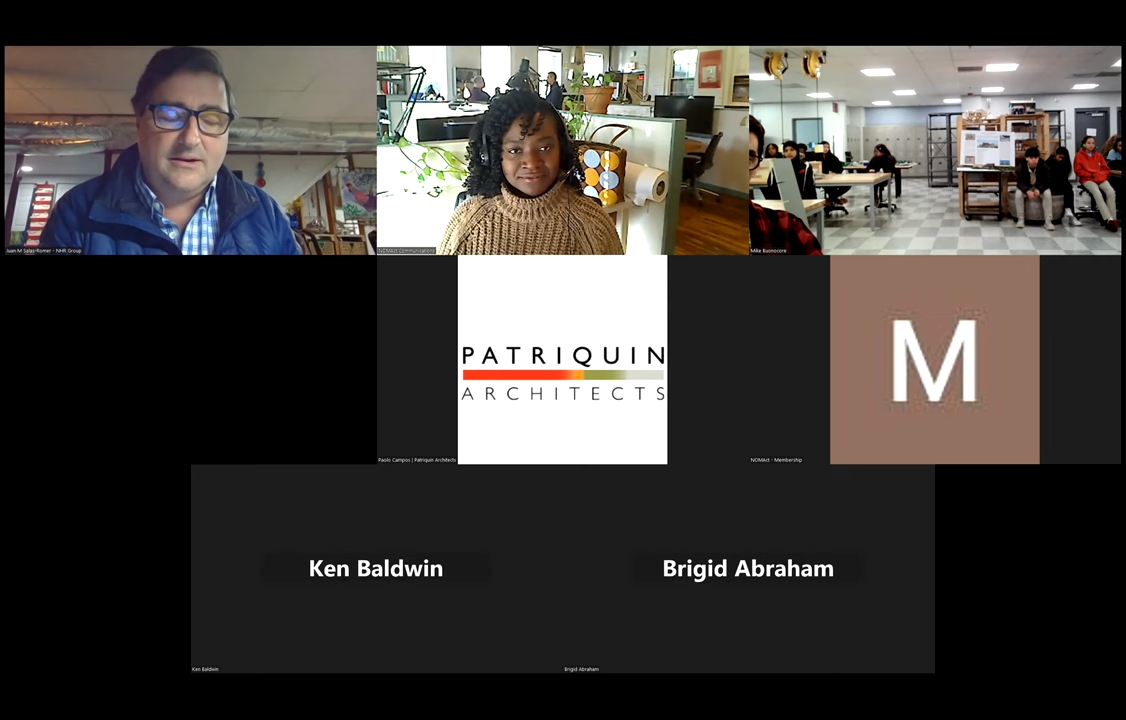 Juan M Salas-Romer - NHR Group
NOMAct Communications
Mike Buonocore
PATRIQUIN
ARCHITECTS
Paolo Campos | Patriquin Architects
M
NOMAct - Membership
Ken Baldwin
Brigid Abraham
Ken Baldwin
Brigid Abraham